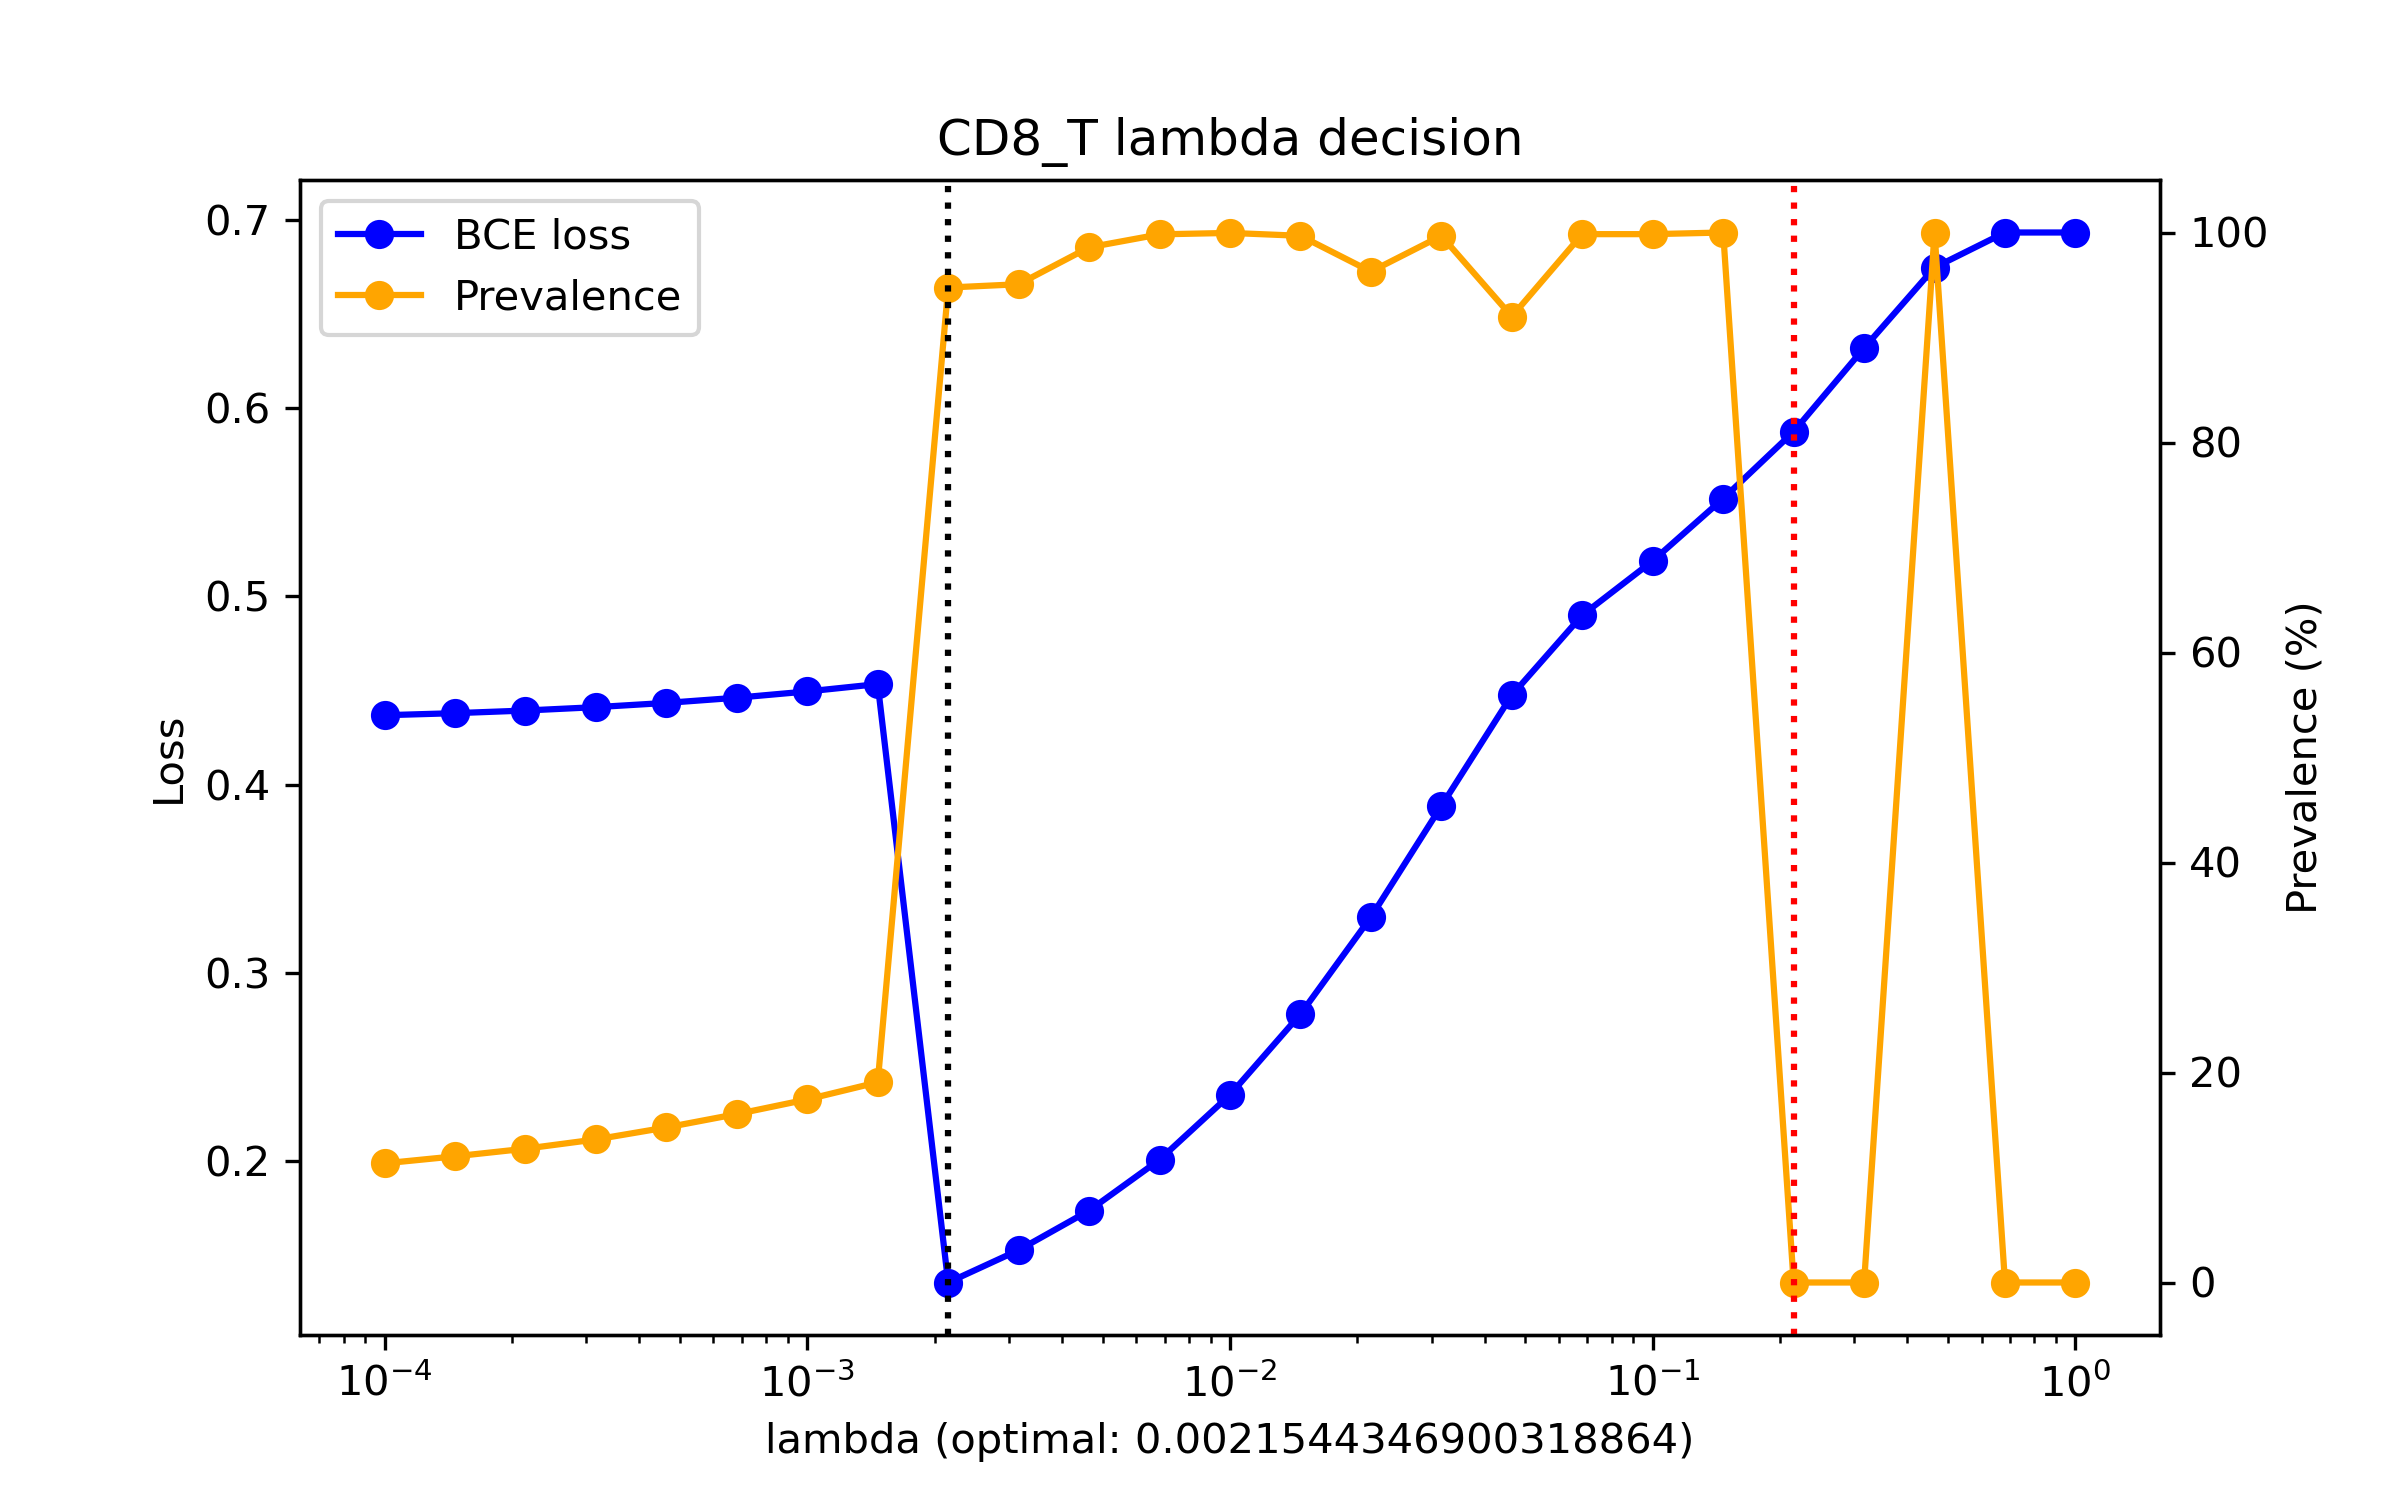 CD8_T lambda decision
BCE loss
Prevalence
0.7
0.6
0.5
0.4
0.3
0.2
Loss
100
80
60
40
20
0
Prevalence (%)
10⁻⁴ 10⁻³ 10⁻² 10⁻¹ 10⁰
lambda (optimal: 0.0021544346900318864)